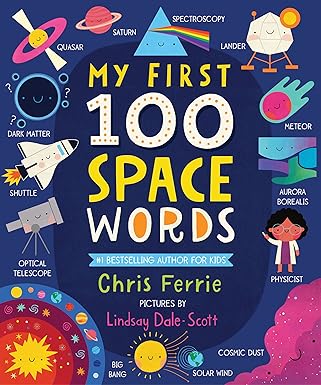 QUASAR
SATURN
SPECTROSCOPY
LANDER
MY FIRST
100
SPACE
WORDS
DARK MATTER
METEOR
SHUTTLE
AURORA
BOREALIS
OPTICAL
TELESCOPE
PHYSICIST
#1 BESTSELLING AUTHOR FOR KIDS
Chris Ferrie
PICTURES BY
Lindsay Dale-Scott
BIG
BANG
SOLAR WIND
COSMIC DUST